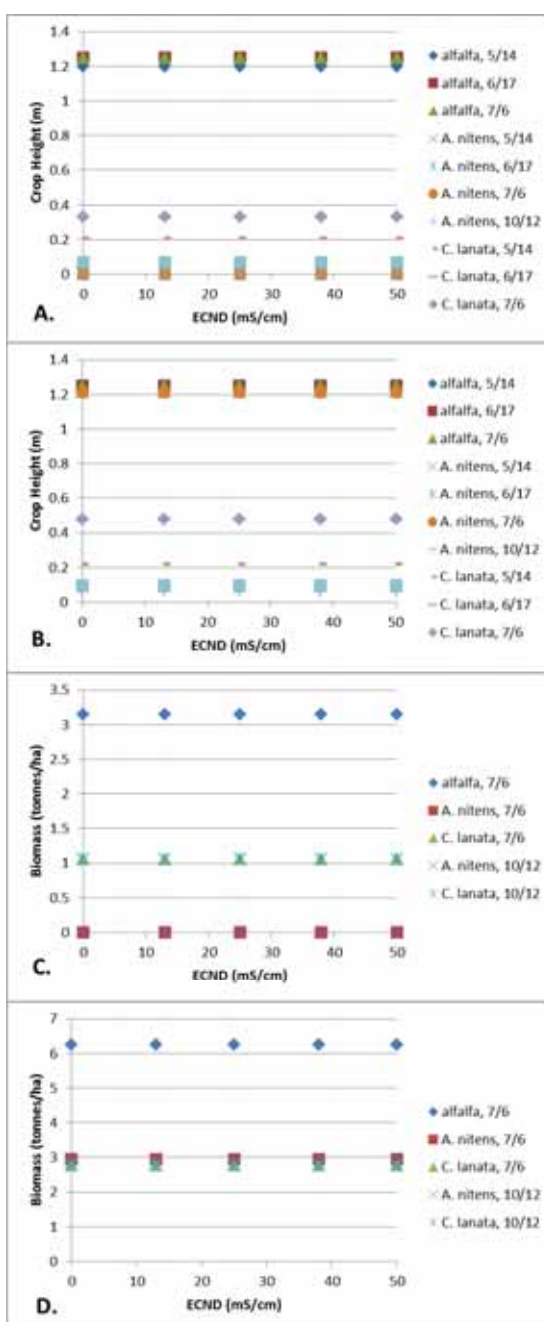 1.4
1.2
1
0.8
0.6
0.4
0.2
0
Crop Height (m)
0 10 20 30 40 50
ECND (mS/cm)
A.
alfalfa, 5/14
alfalfa, 6/17
alfalfa, 7/6
A. nitens, 5/14
A. nitens, 6/17
A. nitens, 7/6
A. nitens, 10/12
C. lanata, 5/14
C. lanata, 6/17
C. lanata, 7/6
1.4
1.2
1
0.8
0.6
0.4
0.2
0
Crop Height (m)
0 10 20 30 40 50
ECND (mS/cm)
B.
alfalfa, 5/14
alfalfa, 6/17
alfalfa, 7/6
A. nitens, 5/14
A. nitens, 6/17
A. nitens, 7/6
A. nitens, 10/12
C. lanata, 5/14
C. lanata, 6/17
C. lanata, 7/6
3.5
3
2.5
2
1.5
1
0.5
0
Biomass (tonnes/ha)
0 10 20 30 40 50
ECND (mS/cm)
C.
alfalfa, 7/6
A. nitens, 7/6
C. lanata, 7/6
A. nitens, 10/12
C. lanata, 10/12
7
6
5
4
3
2
1
0
Biomass (tonnes/ha)
0 10 20 30 40 50
ECND (mS/cm)
D.
alfalfa, 7/6
A. nitens, 7/6
C. lanata, 7/6
A. nitens, 10/12
C. lanata, 10/12